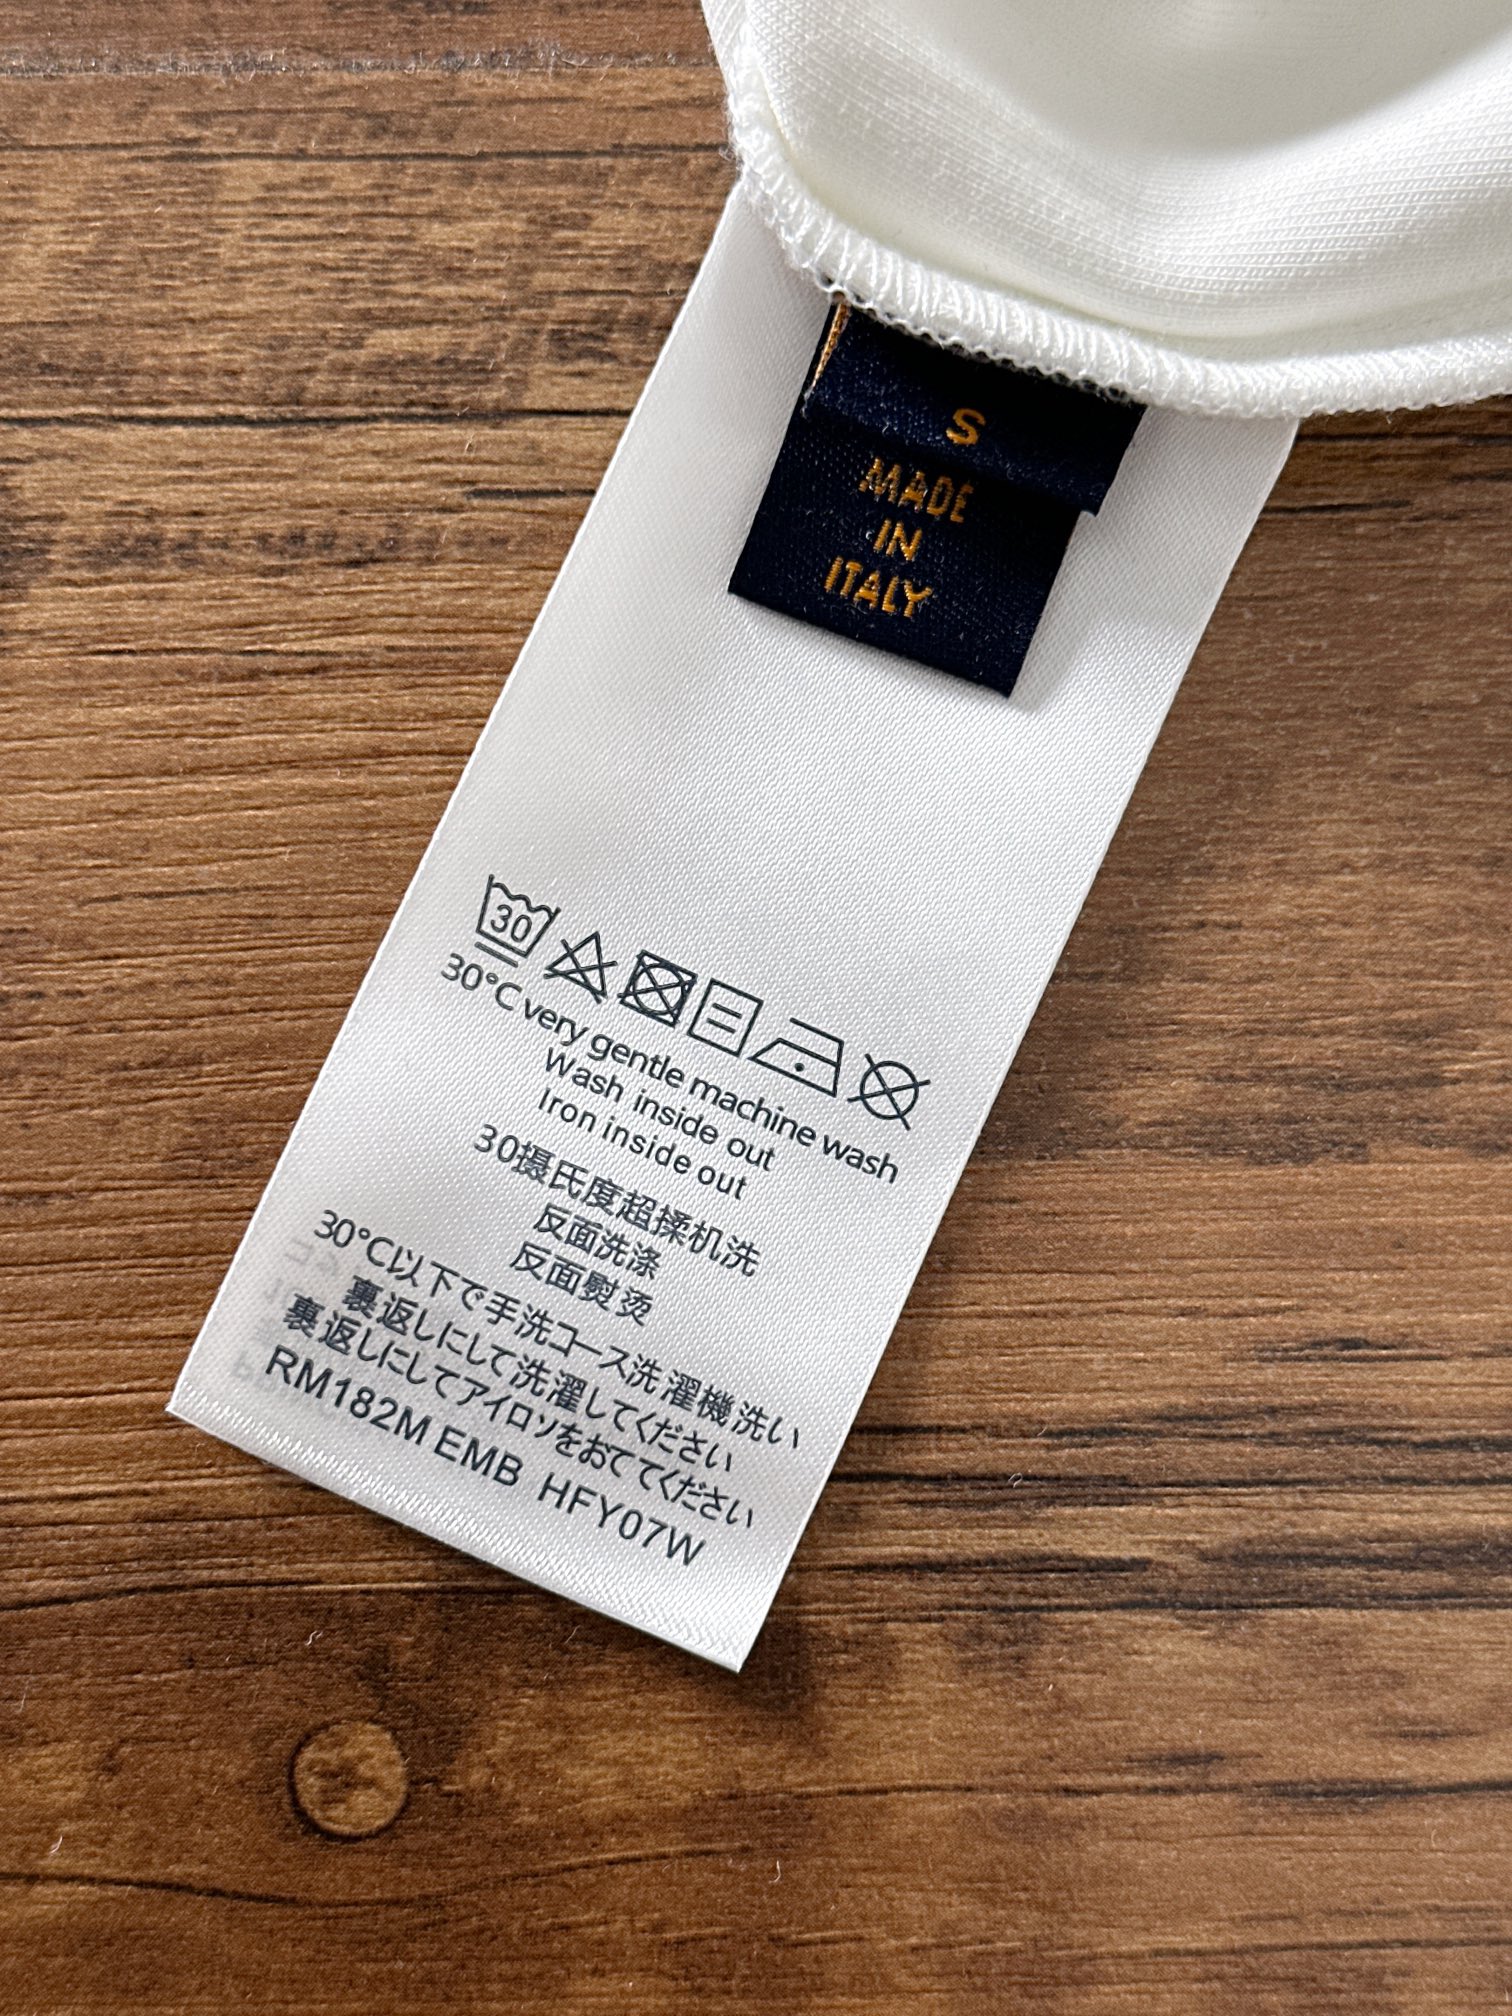 S
MADE
IN
ITALY
30
30°C very gentle machine wash
Wash inside out
Iron inside out
30摄氏度超揉机洗
反面洗涤
反面熨烫
30°C以下で手洗コース洗濯機洗い
裏返しにして洗濯してください
裏返しにしてアイロソをおててください
RM182M EMB HFY07W